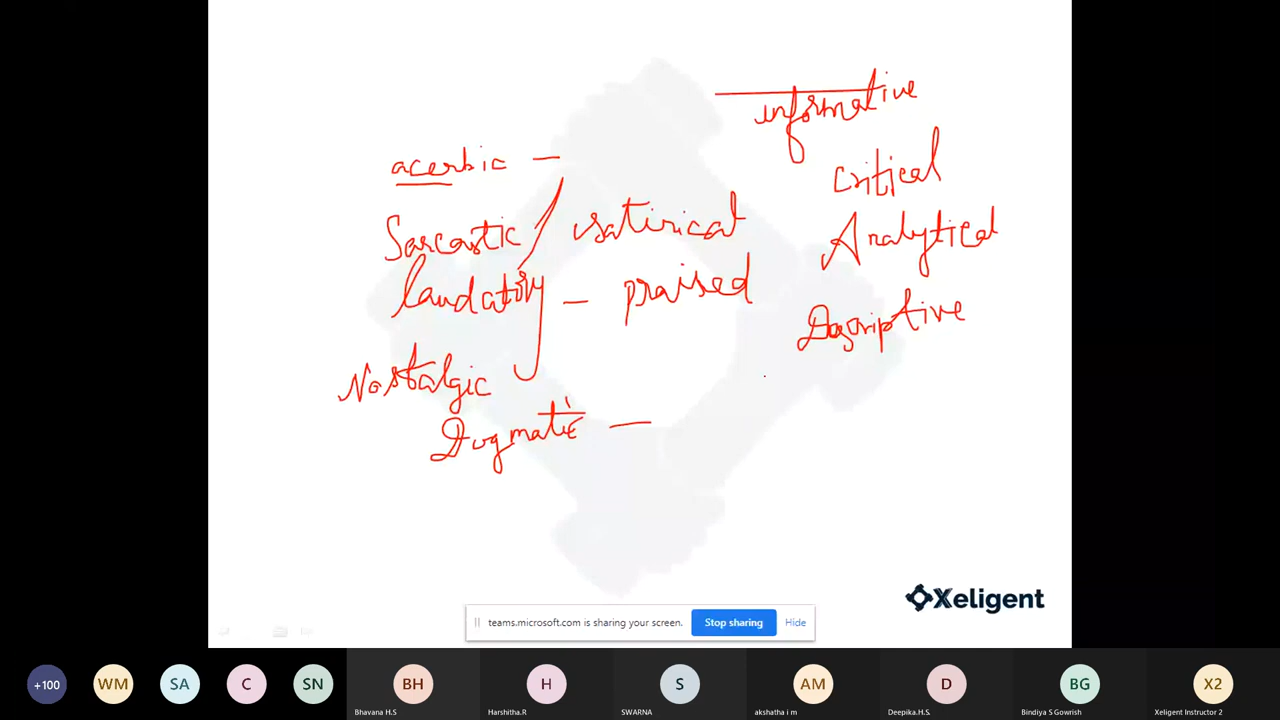 informative
acerbic –
Critical
Sarcastic satirical
Analytical
laudatory – praised
Descriptive
Nostalgic
Dogmatic –
Xeligent
teams.microsoft.com is sharing your screen. Stop sharing Hide
+100 WM SA C SN BH H S AM D BG X2
Bhavana H.S Harshitha.R SWARNA akshatha i m Deepika.H.S. Bindiya S Gowrish Xeligent Instructor 2